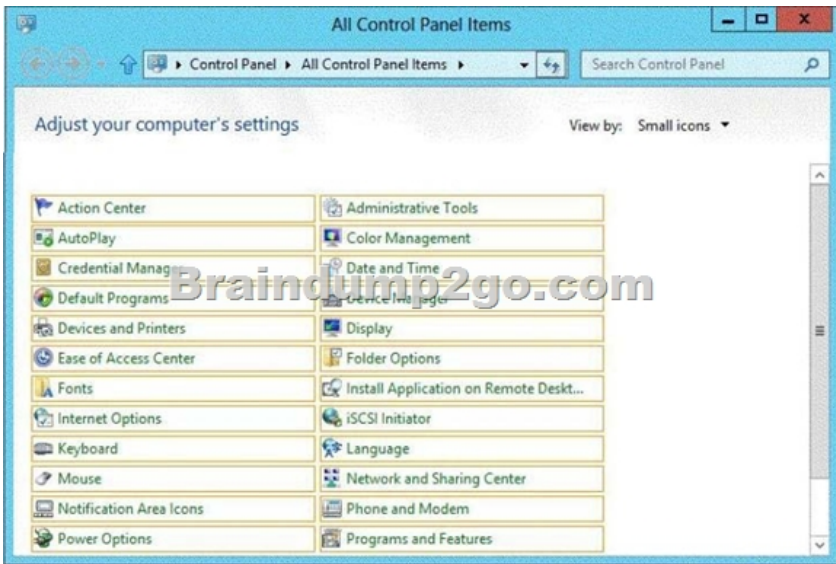 All Control Panel Items
Control Panel All Control Panel Items Search Control Panel
Adjust your computer's settings View by: Small icons
Action Center Administrative Tools
AutoPlay Color Management
Credential Manager Date and Time
Braindump2go.com
Default Programs Device Manager
Devices and Printers Display
Ease of Access Center Folder Options
Fonts Install Application on Remote Deskt...
Internet Options iSCSI Initiator
Keyboard Language
Mouse Network and Sharing Center
Notification Area Icons Phone and Modem
Power Options Programs and Features